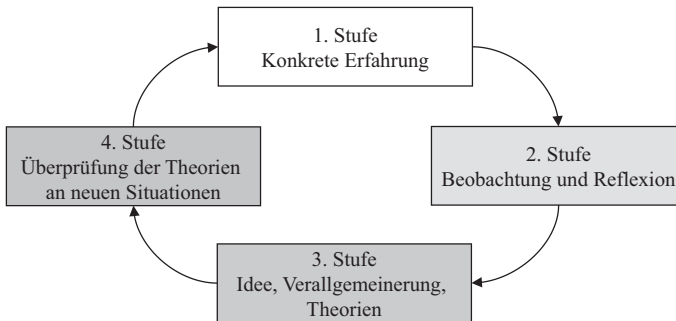 1. Stufe
Konkrete Erfahrung
2. Stufe
Beobachtung und Reflexion
3. Stufe
Idee, Verallgemeinerung,
Theorien
4. Stufe
Überprüfung der Theorien
an neuen Situationen